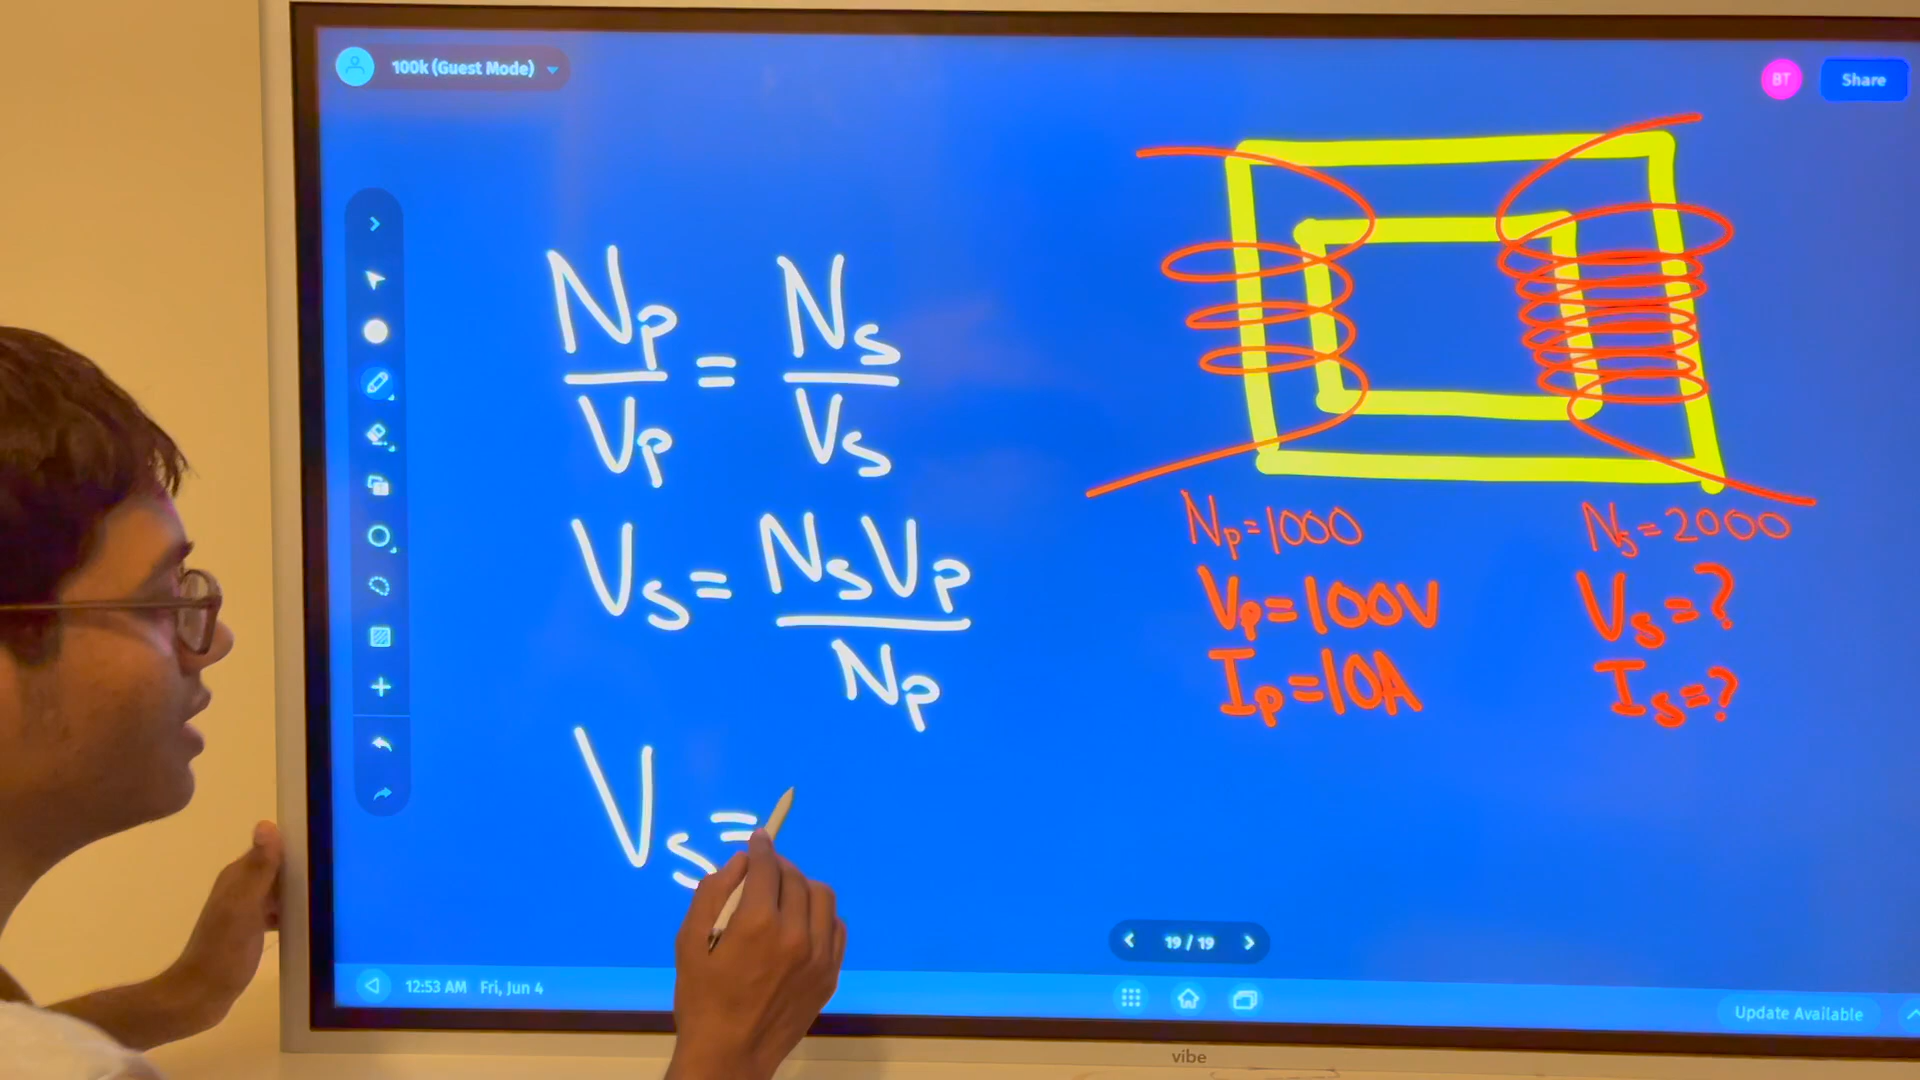 100k (Guest Mode)
BT
Share
Np/Vp = Ns/Vs
Vs = NsVp/Np
Vs=
Np=1000
Vp=100V
Ip=10A
Ns=2000
Vs=?
Is=?
19 / 19
12:53 AM Fri, Jun 4
Update Available
vibe